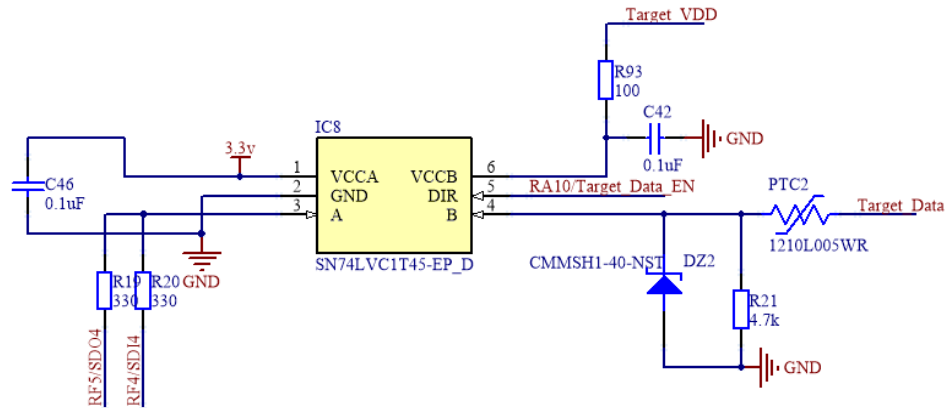 Target_VDD
R93
100
C42
GND
0.1uF
IC8
3.3v
1
VCCA
VCCB
6
2
GND
DIR
5
RA10/Target_Data_EN
3
A
B
4
C46
0.1uF
PTC2
Target_Data
1210L005WR
SN74LVC1T45-EP_D
GND
CMMSH1-40-NST
DZ2
R19
330
R20
330
R21
4.7k
GND
RF5/SDO4
RF4/SDI4